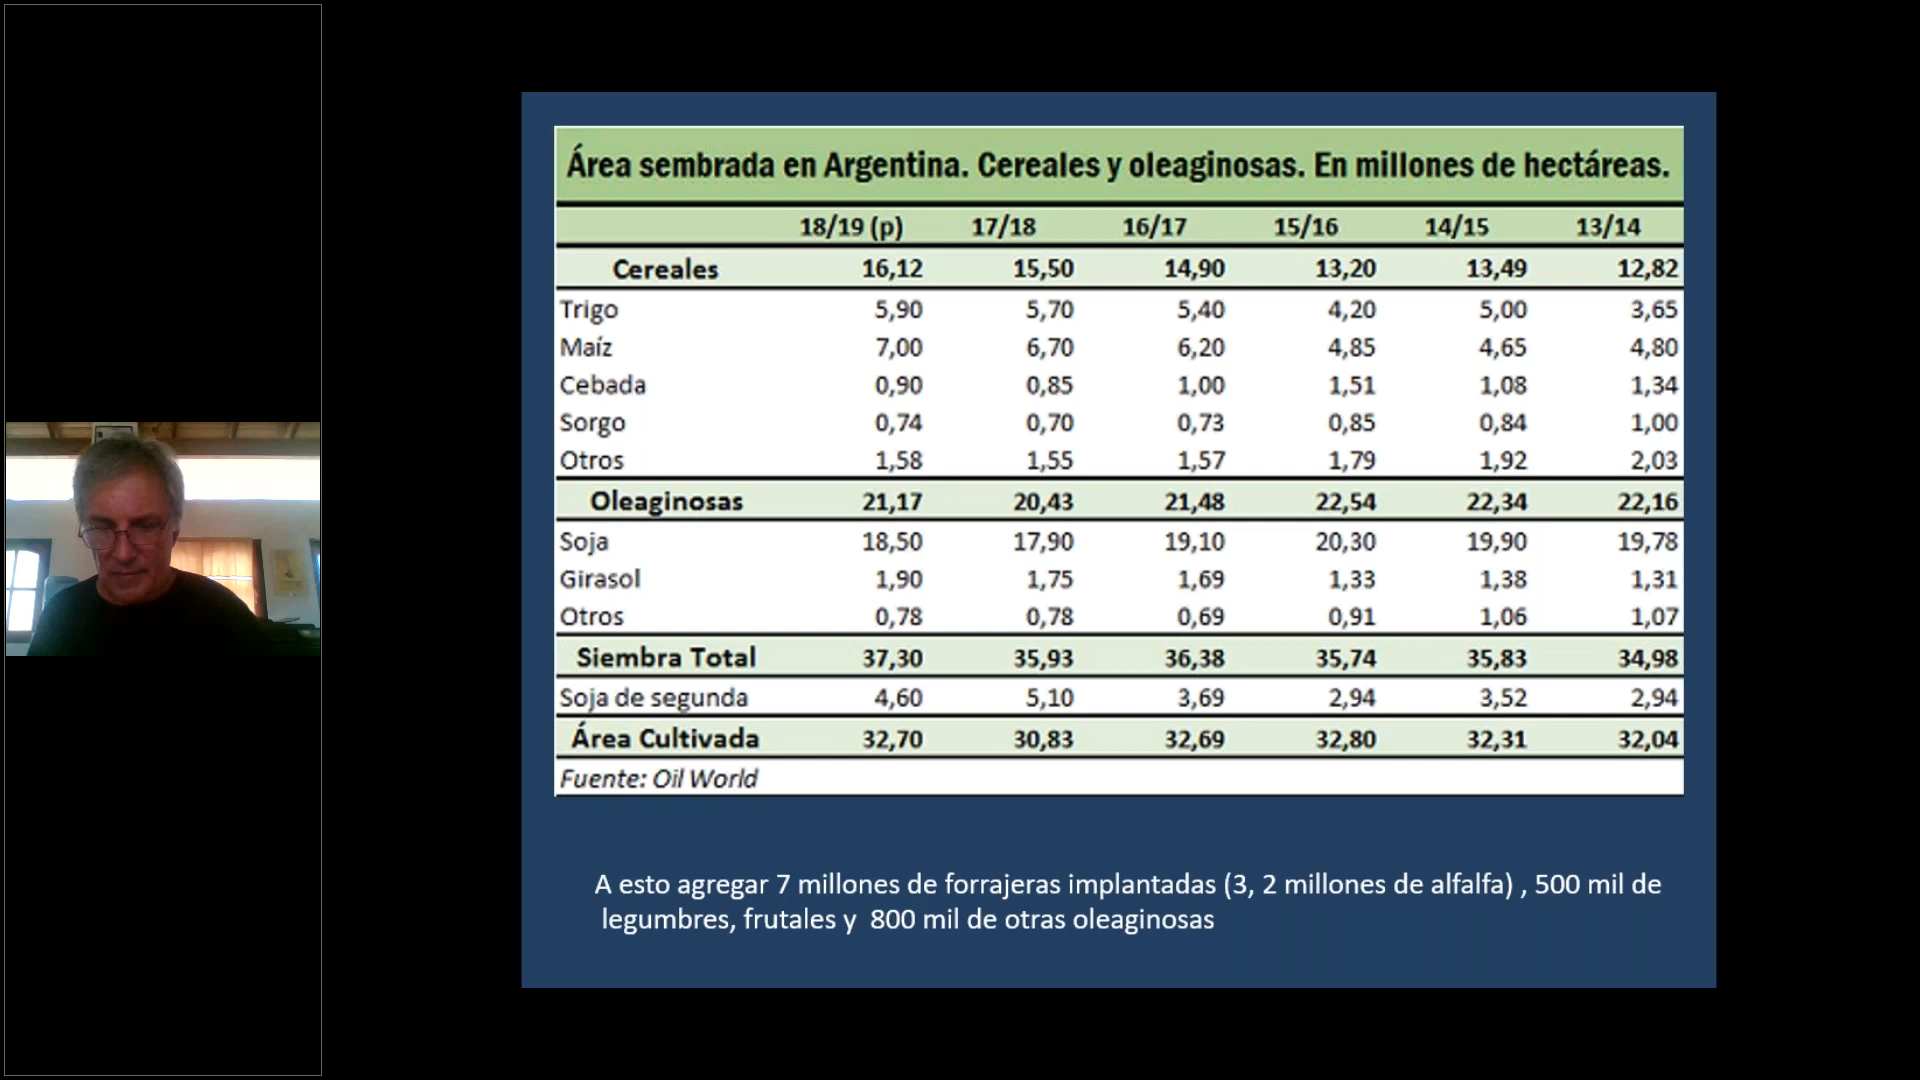 Área sembrada en Argentina. Cereales y oleaginosas. En millones de hectáreas.
18/19 (p) 17/18 16/17 15/16 14/15 13/14
Cereales 16,12 15,50 14,90 13,20 13,49 12,82
Trigo 5,90 5,70 5,40 4,20 5,00 3,65
Maíz 7,00 6,70 6,20 4,85 4,65 4,80
Cebada 0,90 0,85 1,00 1,51 1,08 1,34
Sorgo 0,74 0,70 0,73 0,85 0,84 1,00
Otros 1,58 1,55 1,57 1,79 1,92 2,03
Oleaginosas 21,17 20,43 21,48 22,54 22,34 22,16
Soja 18,50 17,90 19,10 20,30 19,90 19,78
Girasol 1,90 1,75 1,69 1,33 1,38 1,31
Otros 0,78 0,78 0,69 0,91 1,06 1,07
Siembra Total 37,30 35,93 36,38 35,74 35,83 34,98
Soja de segunda 4,60 5,10 3,69 2,94 3,52 2,94
Área Cultivada 32,70 30,83 32,69 32,80 32,31 32,04
Fuente: Oil World
A esto agregar 7 millones de forrajeras implantadas (3, 2 millones de alfalfa) , 500 mil de
legumbres, frutales y 800 mil de otras oleaginosas